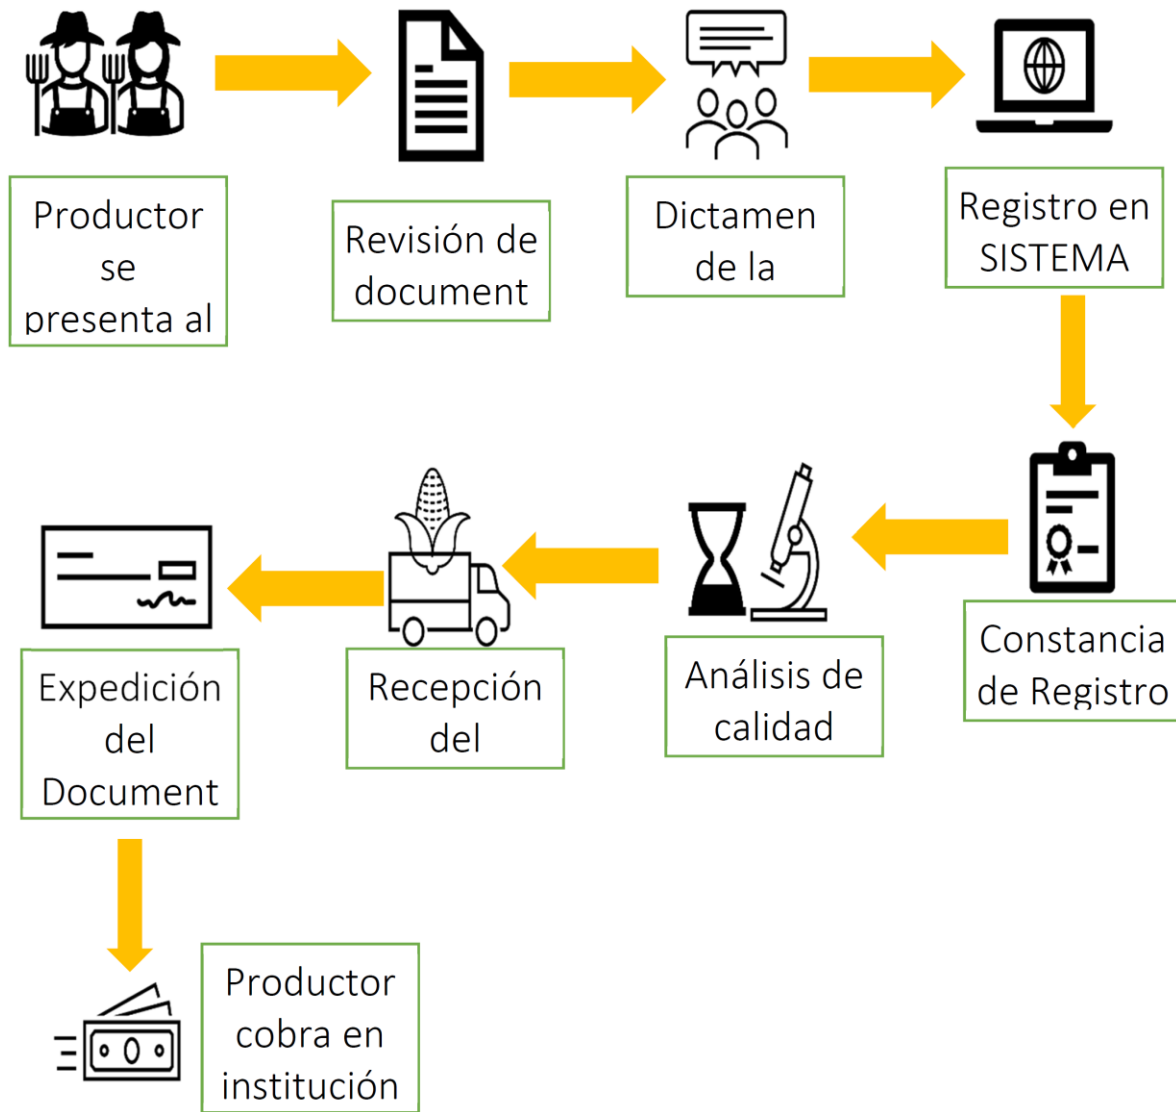 Productor
se
presenta al
Revisión de
document
Dictamen
de la
Registro en
SISTEMA
Constancia
de Registro
Análisis de
calidad
Recepción
del
Expedición
del
Document
Productor
cobra en
institución